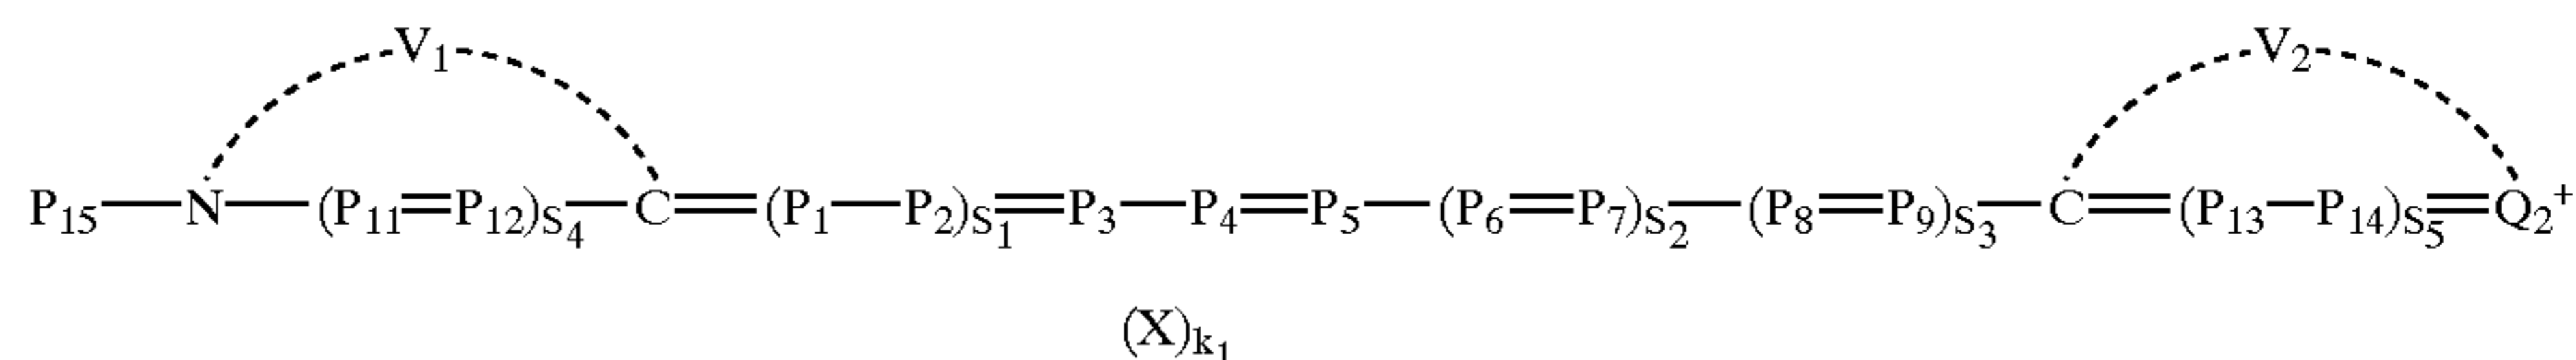 V₁ V₂
P₁₅—N—(P₁₁=P₁₂)S₄—C=(P₁—P₂)S₁=P₃—P₄=P₅—(P₆=P₇)S₂—(P₈=P₉)S₃—C=(P₁₃—P₁₄)S₅=Q₂⁺
(X)k₁